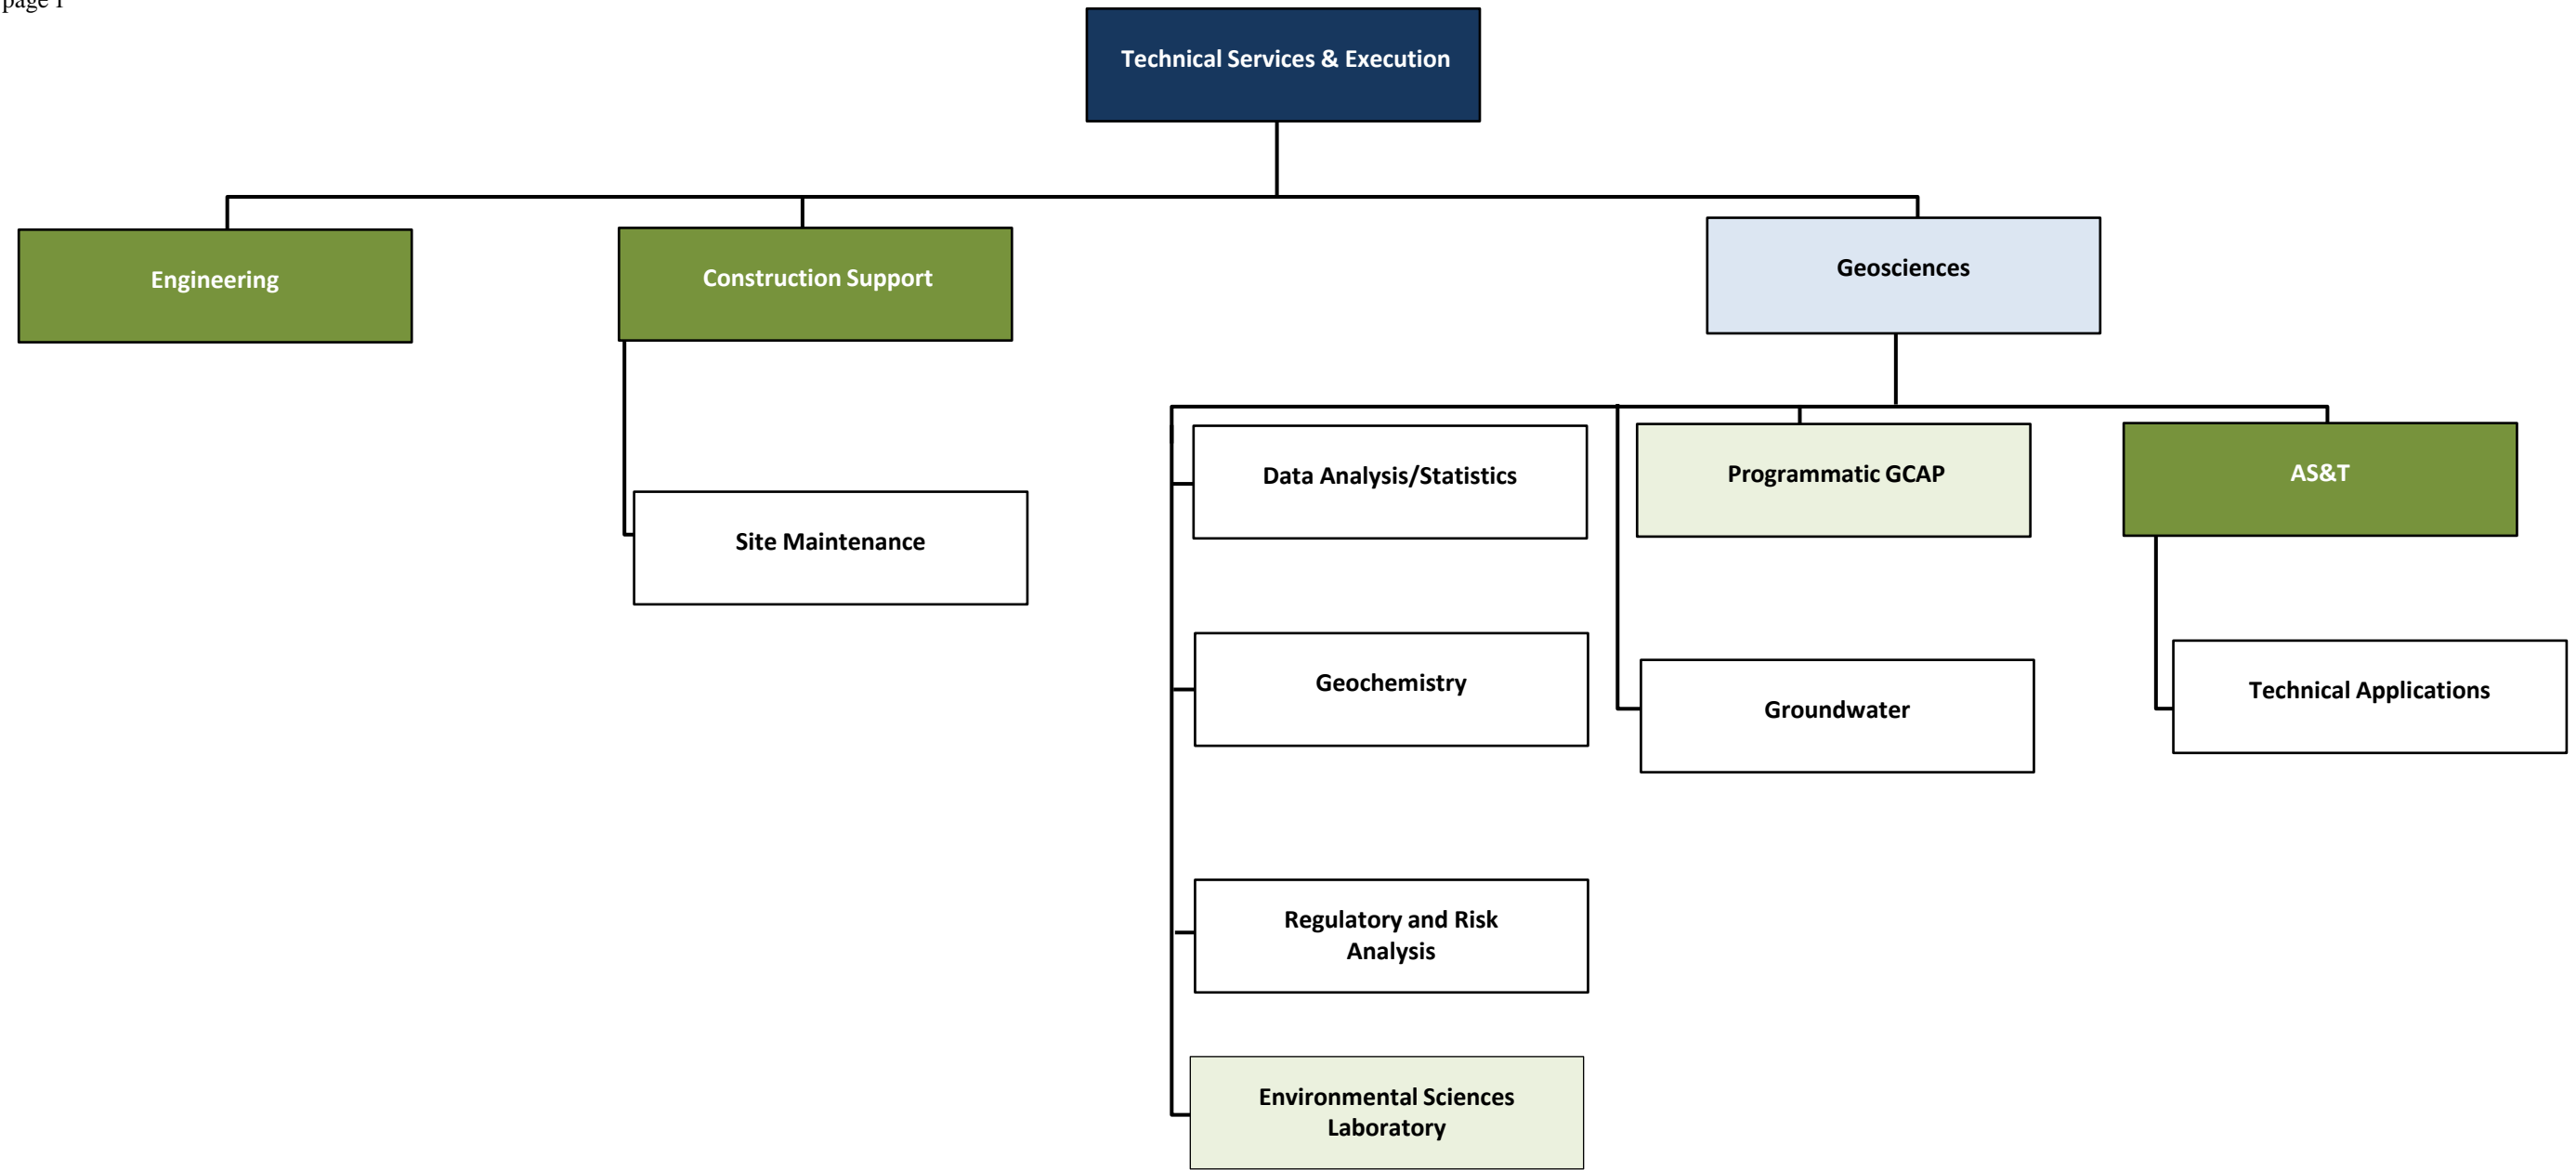 page 1
Technical Services & Execution
Engineering
Construction Support
Geosciences
Data Analysis/Statistics
Programmatic GCAP
AS&T
Site Maintenance
Geochemistry
Groundwater
Technical Applications
Regulatory and Risk
Analysis
Environmental Sciences
Laboratory